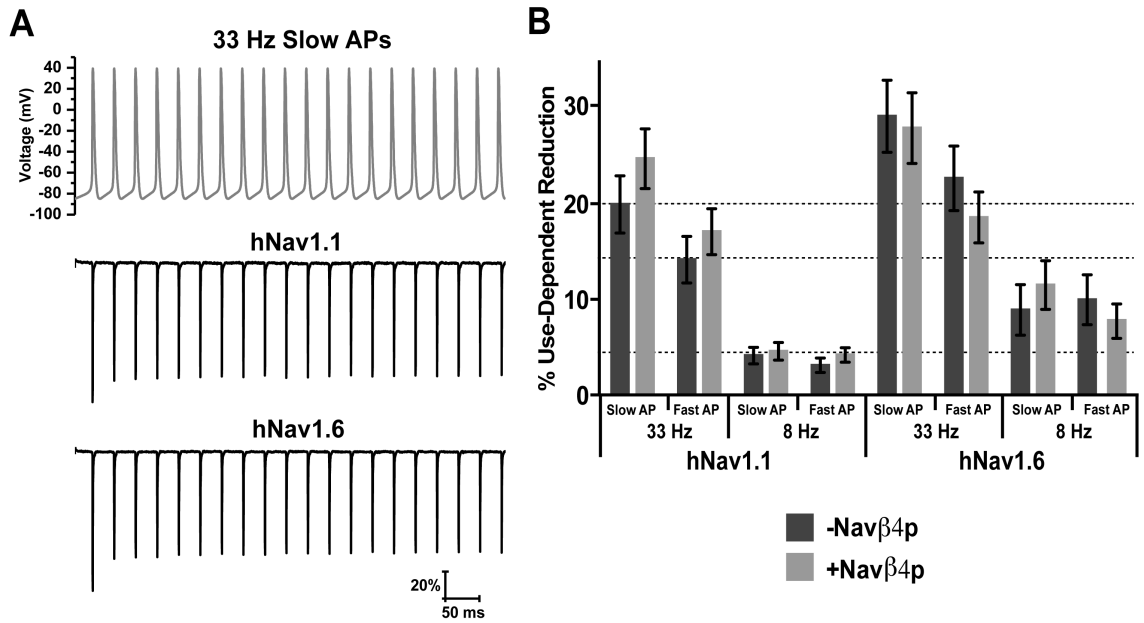 A
33 Hz Slow APs
40
20
0
-20
-40
-60
-80
-100
Voltage (mV)
hNav1.1
hNav1.6
20%
50 ms
B
% Use-Dependent Reduction
30
20
10
0
Slow AP Fast AP Slow AP Fast AP Slow AP Fast AP Slow AP Fast AP
33 Hz 8 Hz 33 Hz 8 Hz
hNav1.1 hNav1.6
-Navβ4p
+Navβ4p